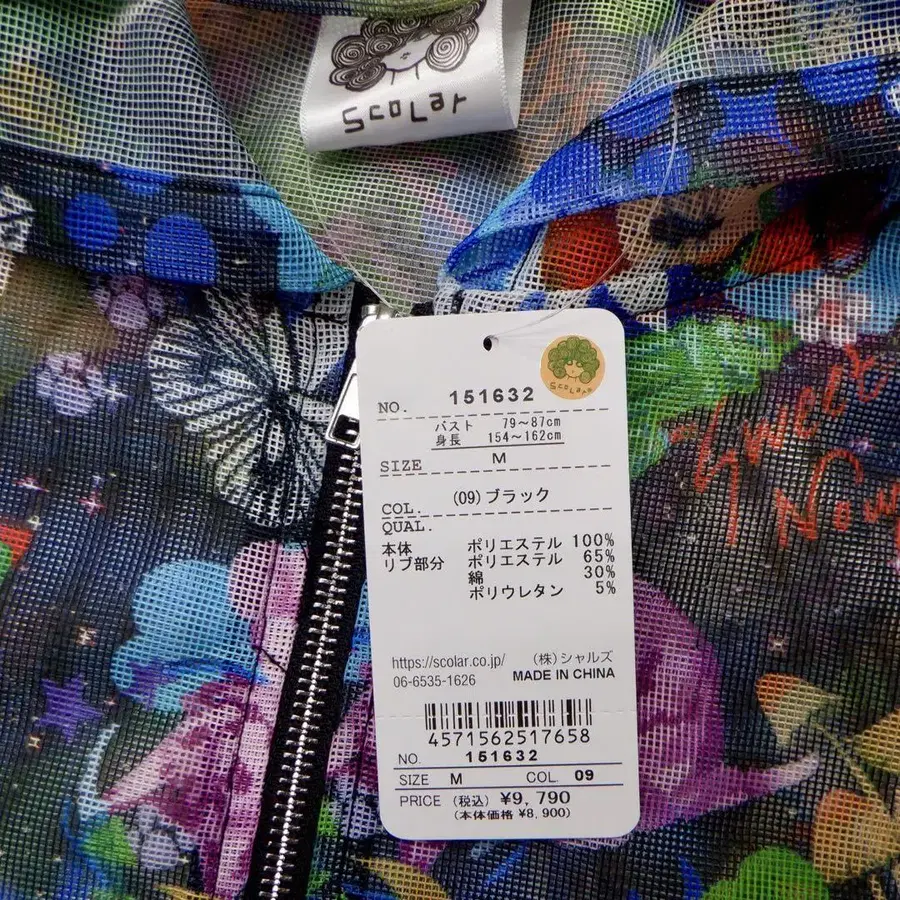 ScoLar
ScoLar
NO. 151632
バスト 79～87cm
身長 154～162cm
SIZE M
COL. (09)ブラック
QUAL.
本体 ポリエステル 100%
リブ部分 ポリエステル 65%
綿 30%
ポリウレタン 5%
https://scolar.co.jp/ (株)シャルズ
06-6535-1626 MADE IN CHINA
4571562517658
NO. 151632
SIZE M COL. 09
PRICE (税込) ¥9,790
(本体価格 ¥8,900)
Sweet
Now